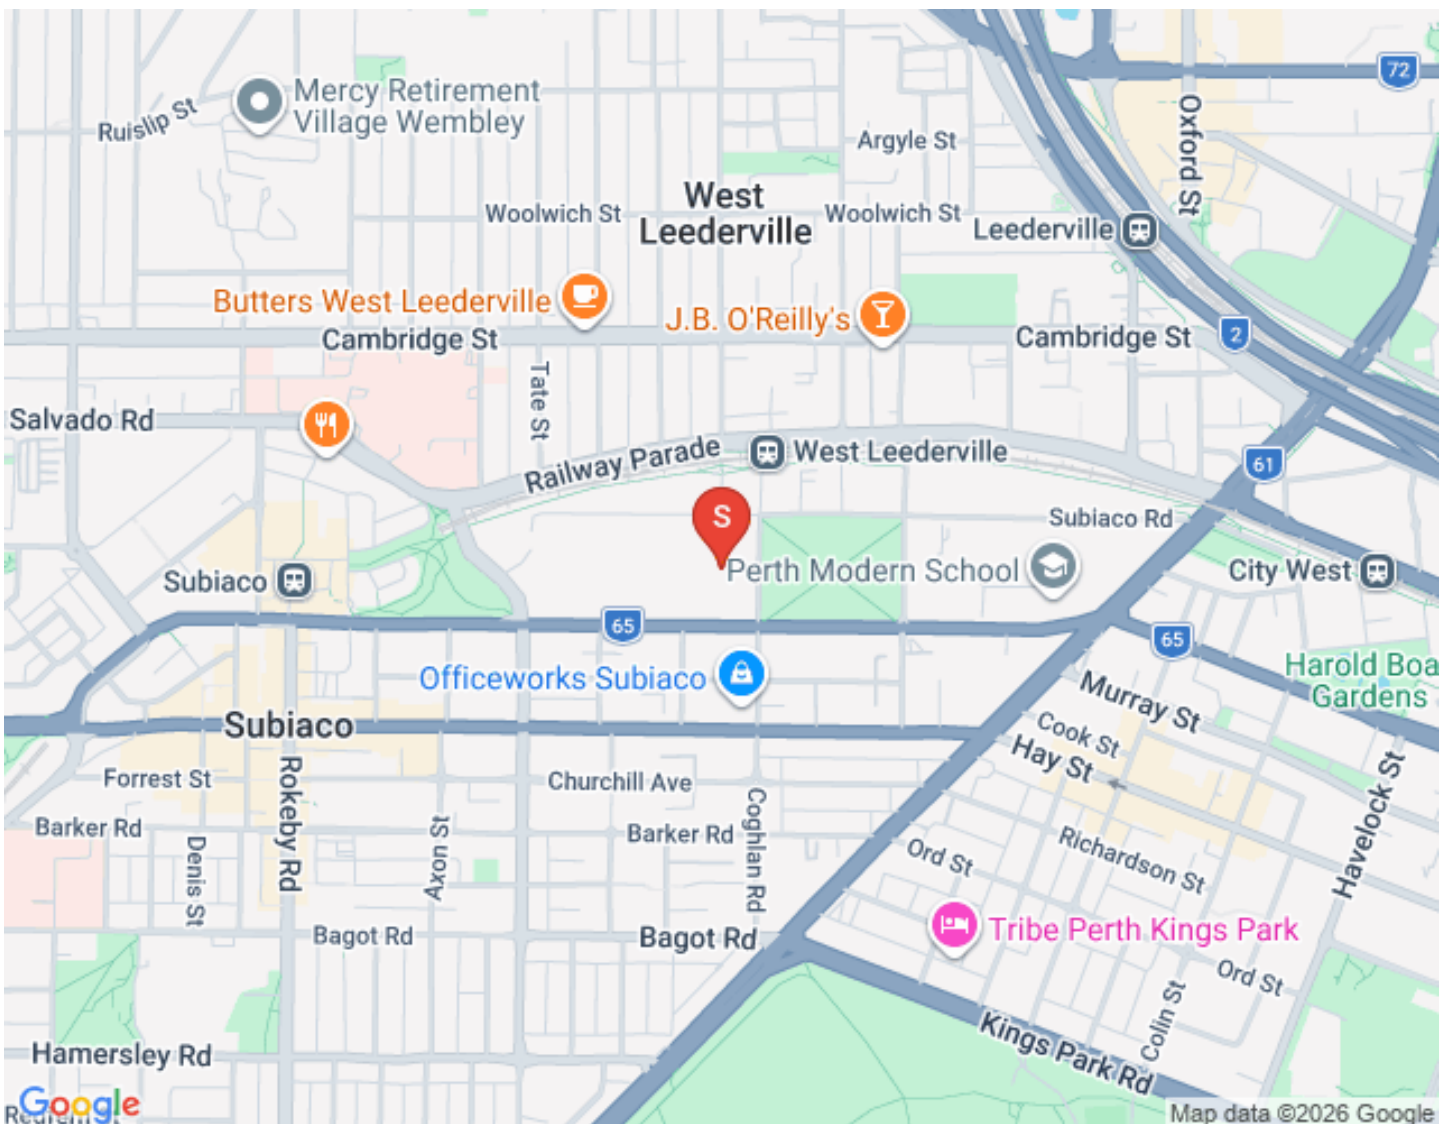 72
Oxford St
Mercy Retirement
Village Wembley
Ruislip St
Argyle St
West
Leederville
Woolwich St
Woolwich St
Leederville
Butters West Leederville
J.B. O'Reilly's
Cambridge St
Cambridge St
2
Tate St
Salvado Rd
Railway Parade
West Leederville
61
S
Subiaco Rd
Subiaco
Perth Modern School
City West
65
65
Officeworks Subiaco
Harold Boa
Gardens
Murray St
Subiaco
Cook St
Hay St
Forrest St
Rokeby Rd
Churchill Ave
Coghlan Rd
Havelock St
Barker Rd
Denis St
Axon St
Barker Rd
Ord St
Richardson St
Bagot Rd
Bagot Rd
Tribe Perth Kings Park
Ord St
Colin St
Kings Park Rd
Hamersley Rd
Google
Map data ©2026 Google